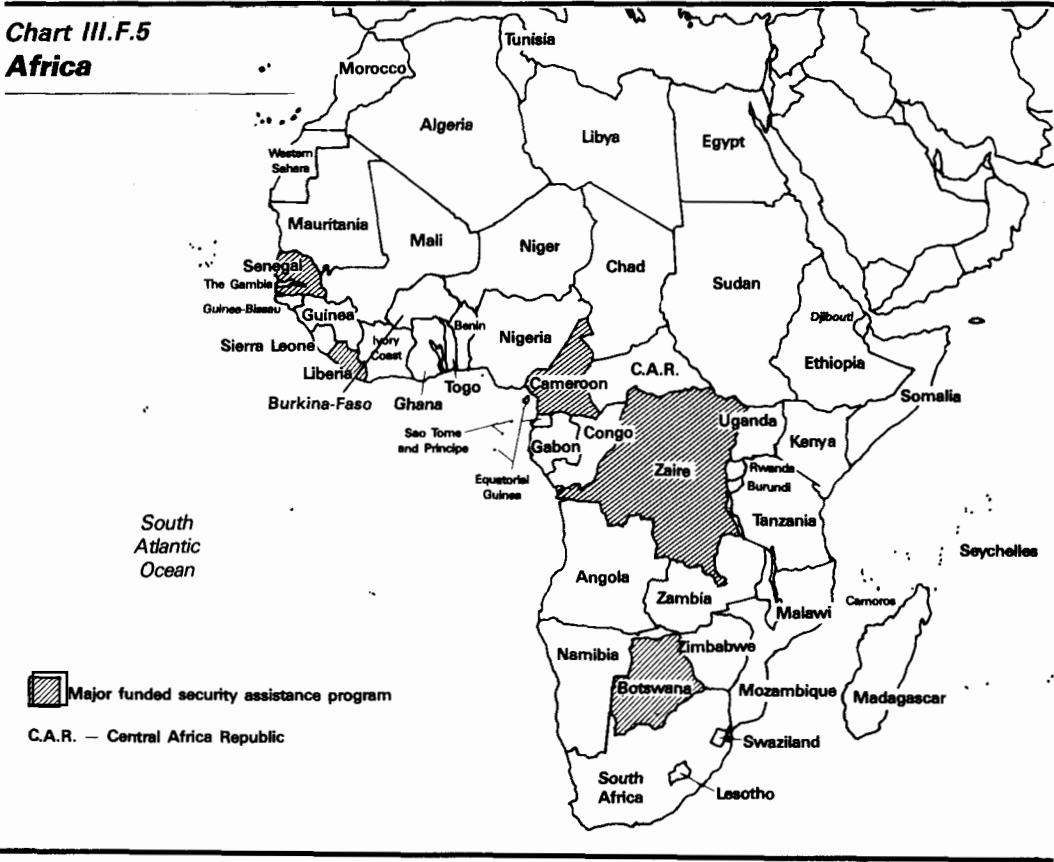 Chart III.F.5
Africa
Tunisia
Morocco
Algeria
Libya
Egypt
Western
Sahara
Mauritania
Mali
Niger
Chad
Sudan
Senegal
The Gambia
Guinea-Bissau
Guinea
Djibouti
Benin
Nigeria
Ivory
Coast
Sierra Leone
Ethiopia
Liberia
C.A.R.
Togo
Cameroon
Burkina-Faso
Ghana
Somalia
Uganda
Sao Tome
and Principe
Gabon
Congo
Kenya
Zaire
Rwanda
Burundi
Equatorial
Guinea
Tanzania
South
Atlantic
Ocean
Seychelles
Angola
Zambia
Malawi
Comoros
Namibia
Zimbabwe
Botswana
Mozambique
Madagascar
Major funded security assistance program
C.A.R. — Central Africa Republic
Swaziland
South
Africa
Lesotho